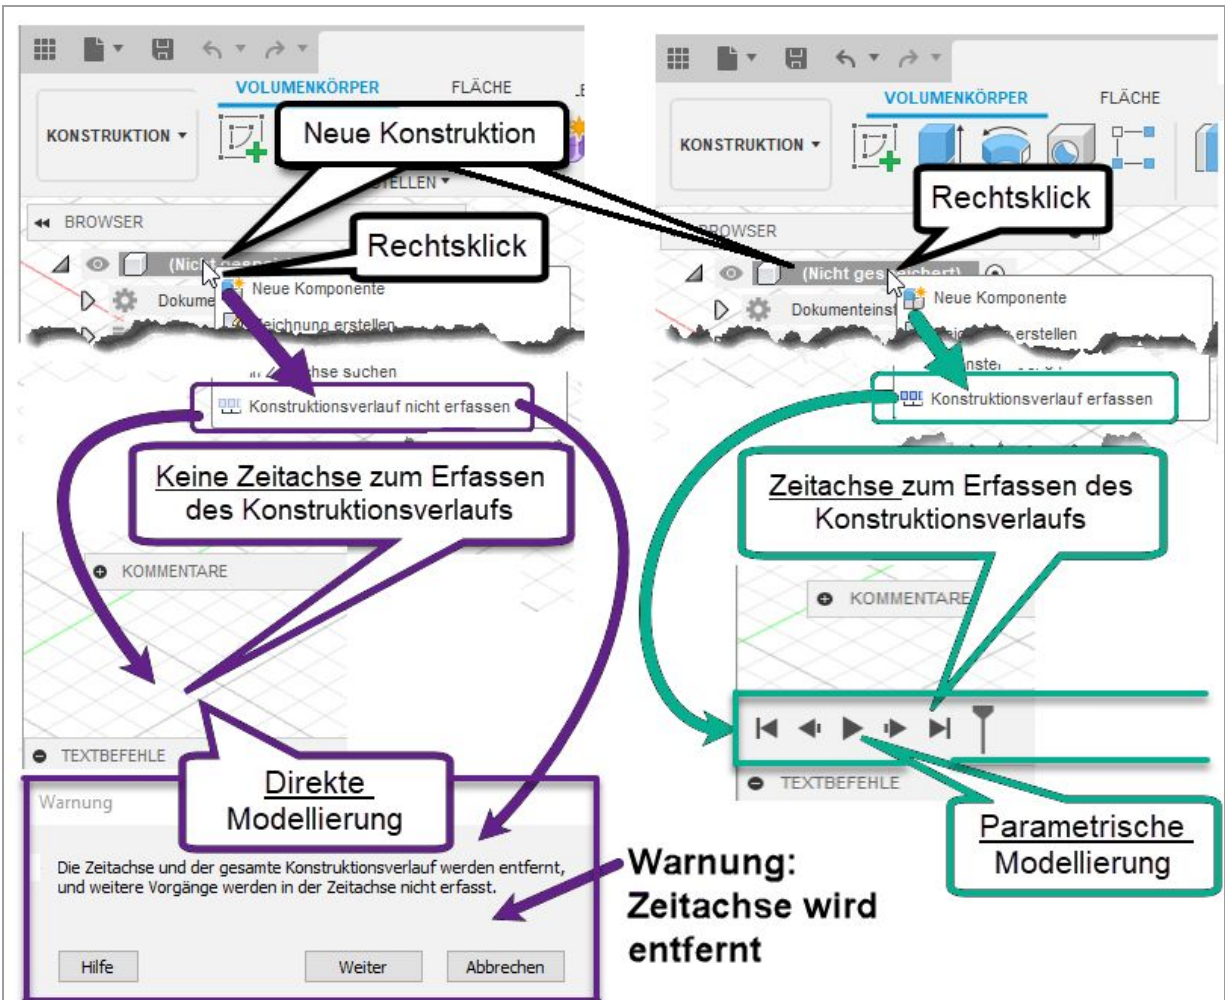 VOLUMENKÖRPER FLÄCHE
KONSTRUKTION
Neue Konstruktion
BROWSER
Rechtsklick
Neue Komponente
Zeichnung erstellen
hse suchen
Konstruktionsverlauf nicht erfassen
Keine Zeitachse zum Erfassen
des Konstruktionsverlaufs
KOMMENTARE
TEXTBEFEHLE
Direkte
Modellierung
Warnung
Die Zeitachse und der gesamte Konstruktionsverlauf werden entfernt,
und weitere Vorgänge werden in der Zeitachse nicht erfasst.
Hilfe Weiter Abbrechen
VOLUMENKÖRPER FLÄCHE
KONSTRUKTION
Rechtsklick
BROWSER
(Nicht gespeichert)
Neue Komponente
Dokumenteinst
eichnung erstellen
Konstruktionsverlauf erfassen
Zeitachse zum Erfassen des
Konstruktionsverlaufs
KOMMENTARE
TEXTBEFEHLE
Parametrische
Modellierung
Warnung:
Zeitachse wird
entfernt